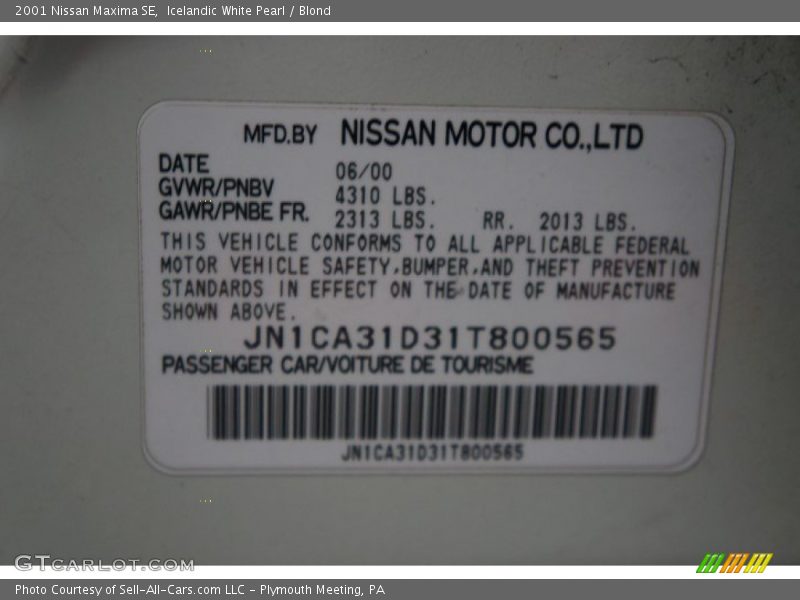 2001 Nissan Maxima SE,  Icelandic White Pearl / Blond
MFD.BY NISSAN MOTOR CO.,LTD
DATE 06/00
GVWR/PNBV 4310 LBS.
GAWR/PNBE FR. 2313 LBS. RR. 2013 LBS.
THIS VEHICLE CONFORMS TO ALL APPLICABLE FEDERAL
MOTOR VEHICLE SAFETY,BUMPER,AND THEFT PREVENTION
STANDARDS IN EFFECT ON THE DATE OF MANUFACTURE
SHOWN ABOVE.
JN1CA31D31T800565
PASSENGER CAR/VOITURE DE TOURISME
JN1CA31D31T800565
GTCARLOT.COM
Photo Courtesy of Sell-All-Cars.com LLC - Plymouth Meeting, PA